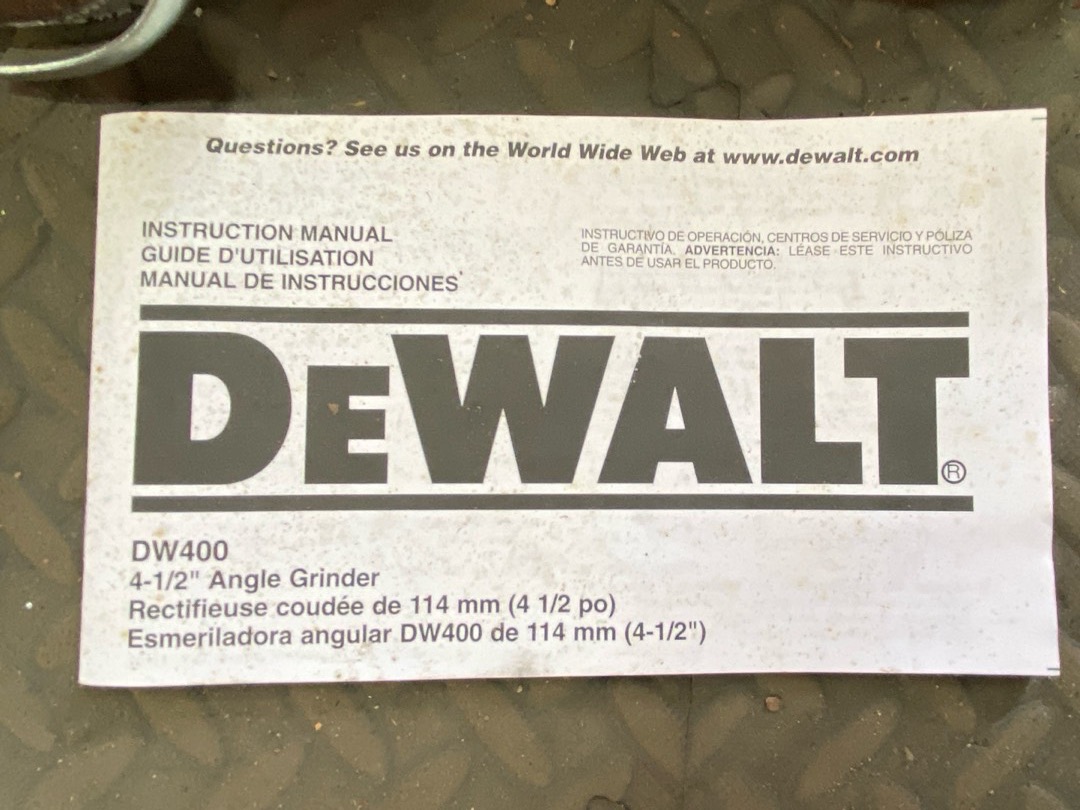 Questions? See us on the World Wide Web at www.dewalt.com
INSTRUCTION MANUAL
GUIDE D'UTILISATION
MANUAL DE INSTRUCCIONES
INSTRUCTIVO DE OPERACIÓN, CENTROS DE SERVICIO Y PÓLIZA
DE GARANTÍA. ADVERTENCIA: LÉASE ESTE INSTRUCTIVO
ANTES DE USAR EL PRODUCTO.
DEWALT®
DW400
4-1/2" Angle Grinder
Rectifieuse coudée de 114 mm (4 1/2 po)
Esmeriladora angular DW400 de 114 mm (4-1/2")